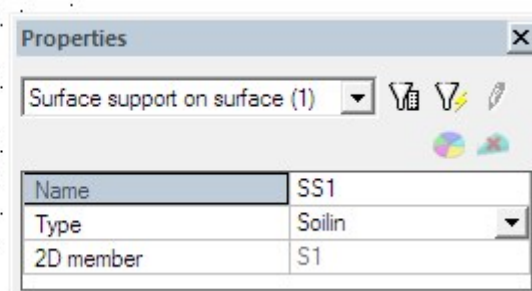 Properties
Surface support on surface (1)
Name SS1
Type Soilin
2D member S1